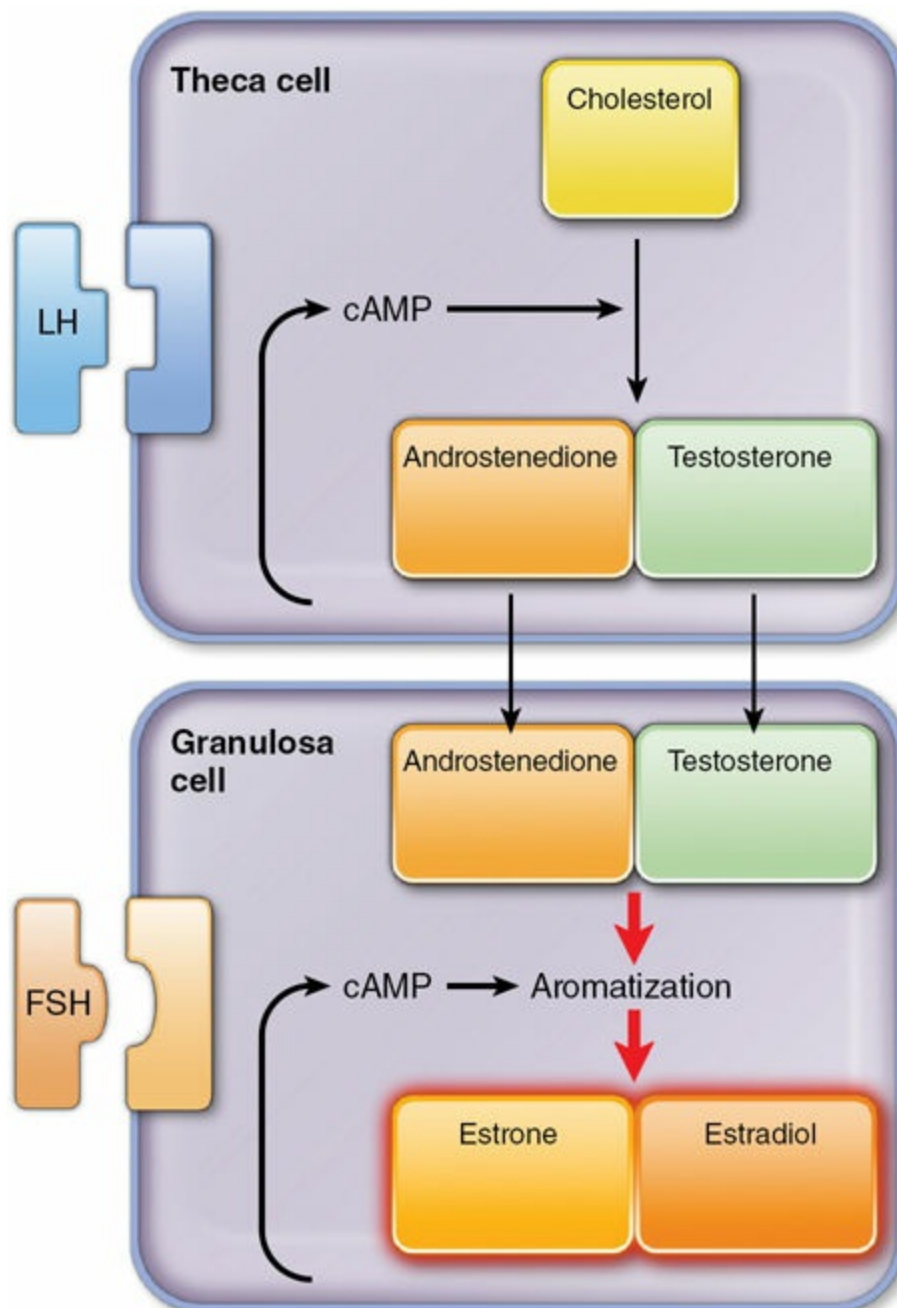 Theca cell
Cholesterol
LH
cAMP
Androstenedione
Testosterone
Granulosa
cell
Androstenedione
Testosterone
FSH
cAMP
Aromatization
Estrone
Estradiol